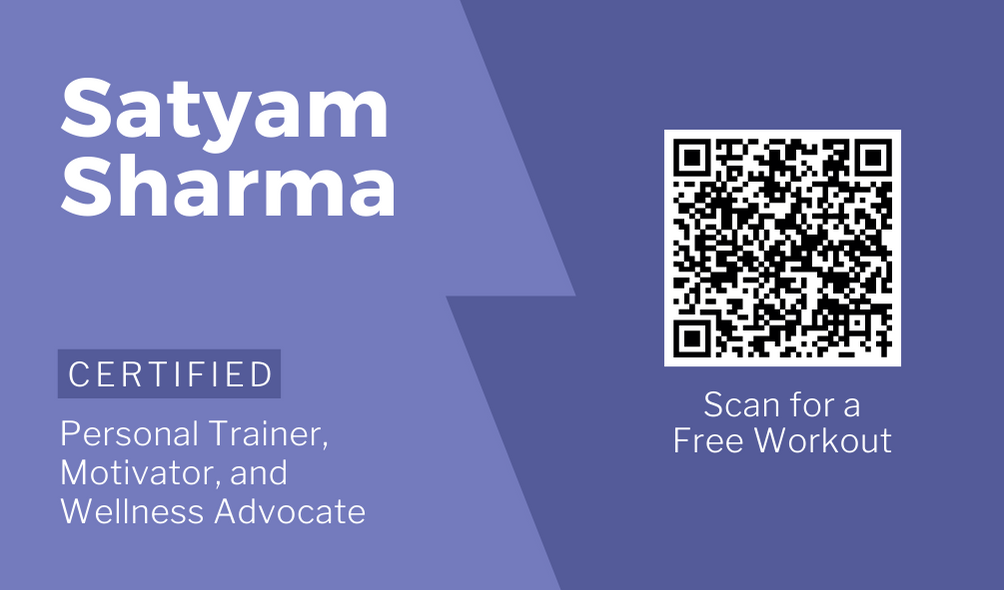 Satyam
Sharma
CERTIFIED
Personal Trainer,
Motivator, and
Wellness Advocate
Scan for a
Free Workout